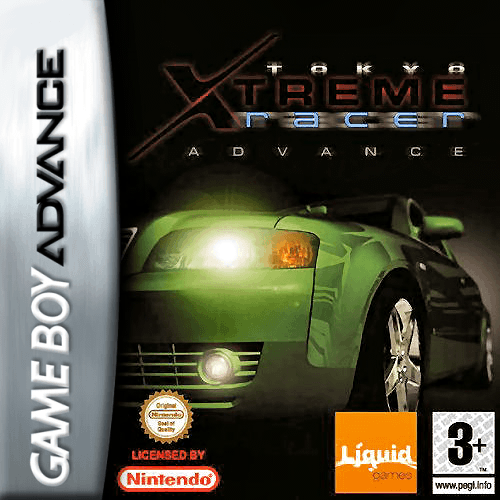 GAME BOY ADVANCE
TOKYO
XTREME
racer
ADVANCE
Original
Nintendo
Seal of
Quality
LICENSED BY
Nintendo
Liquid
games
3+
TM
www.pegi.info